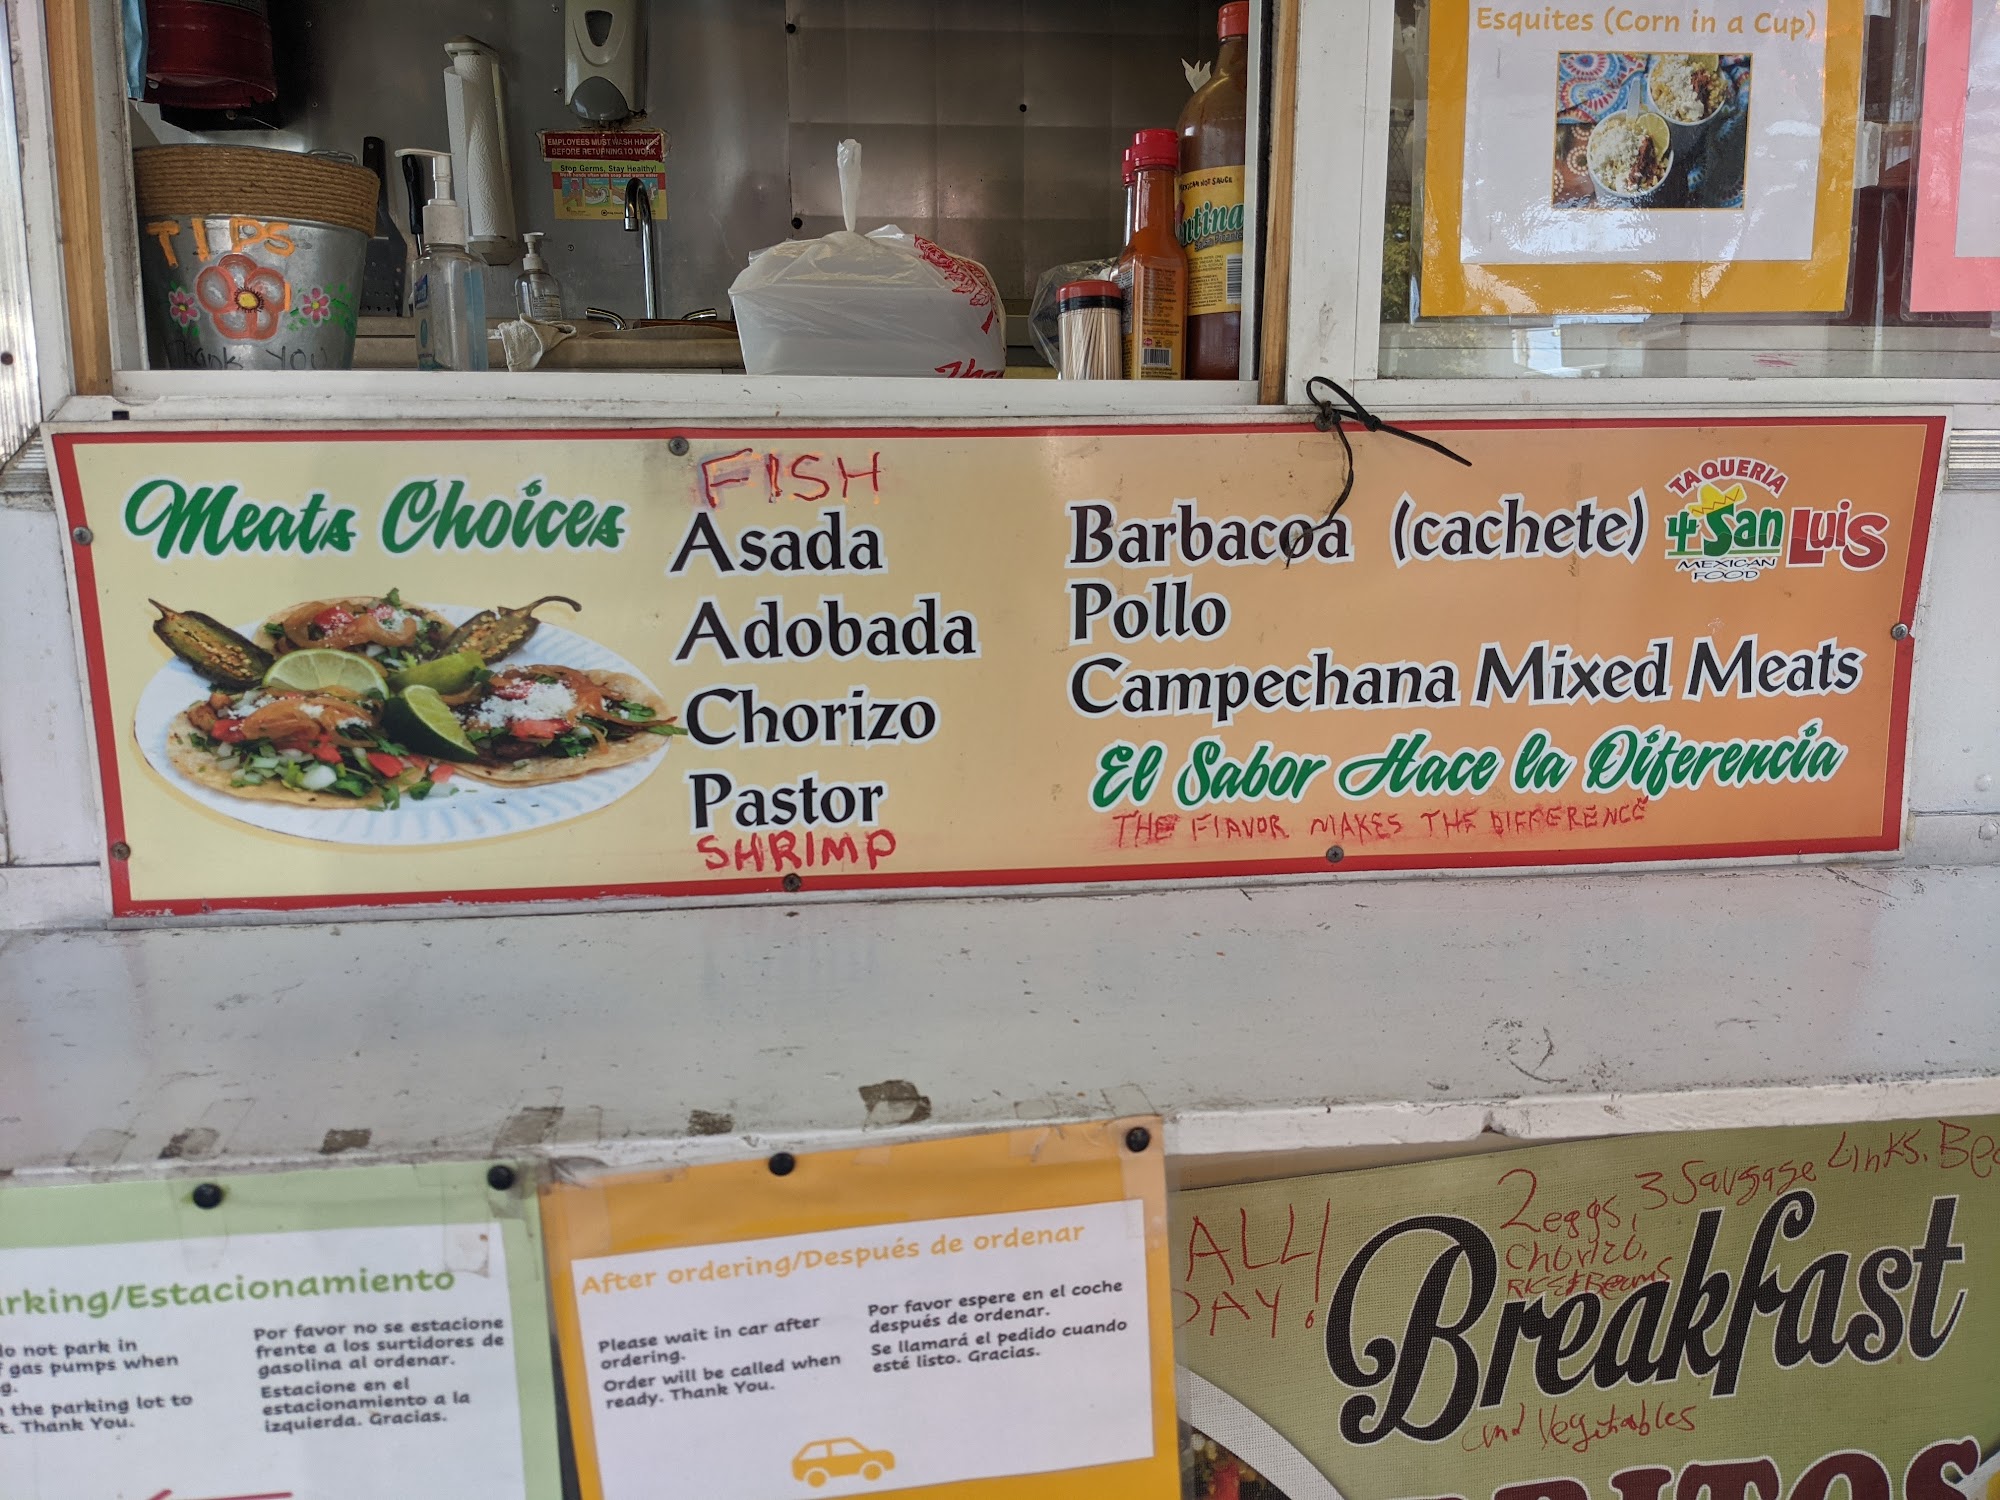 Esquites (Corn in a Cup)
TIPS
Thank You
EMPLOYEES MUST WASH HANDS
BEFORE RETURNING TO WORK
Stop Germs, Stay Healthy!
MEXICAN HOT SAUCE
Meats Choices
FISH
Asada
Adobada
Chorizo
Pastor
SHRIMP
Barbacoa (cachete)
Pollo
Campechana Mixed Meats
El Sabor Hace la Diferencia
THE FlAVOR MAKES THE DIFFERENCE
TAQUERIA
4 San Luis
MEXICAN
FOOD
rking/Estacionamiento
park in
gas pumps when
the parking lot to
Thank You.
Por favor no se estacione
frente a los surtidores de
gasolina al ordenar.
Estacione en el
estacionamiento a la
izquierda. Gracias.
After ordering/Después de ordenar
Please wait in car after
ordering.
Order will be called when
ready. Thank You.
Por favor espere en el coche
después de ordenar.
Se llamará el pedido cuando
esté listo. Gracias.
ALL
DAY!
2 eggs, 3 Sausage Links,
Chorizo,
Rice & Beans
Breakfast
and Vegetables